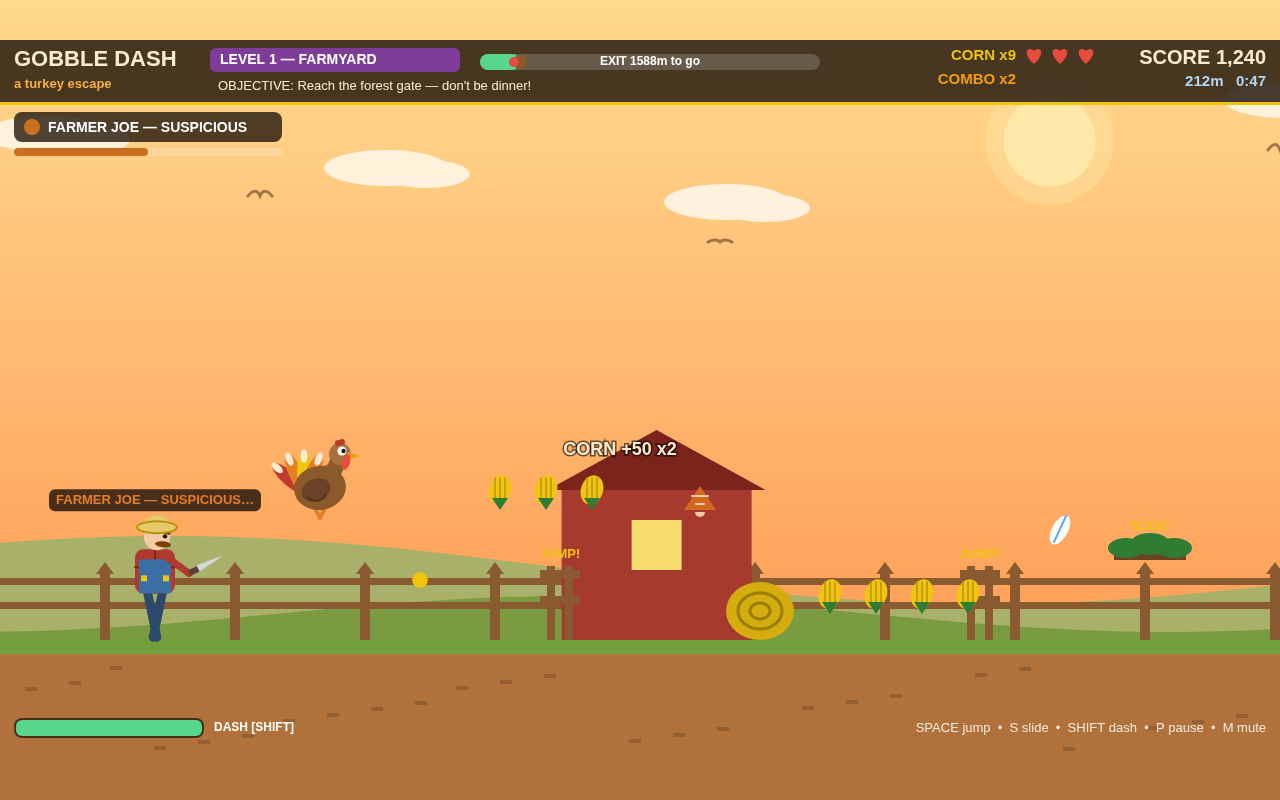 GOBBLE DASH
a turkey escape
LEVEL 1 — FARMYARD
OBJECTIVE: Reach the forest gate — don't be dinner!
EXIT 1588m to go
CORN x9
COMBO x2
SCORE 1,240
212m 0:47
FARMER JOE — SUSPICIOUS
CORN +50 x2
FARMER JOE — SUSPICIOUS…
JUMP!
JUMP!
SLIDE!
DASH [SHIFT]
SPACE jump • S slide • SHIFT dash • P pause • M mute